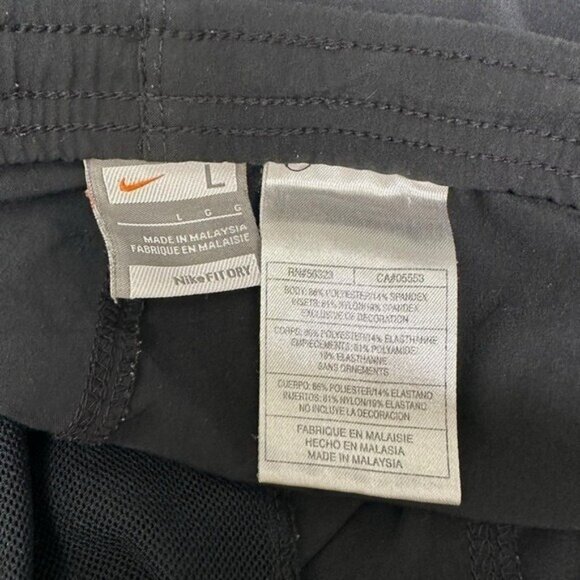 L
L G G
MADE IN MALAYSIA
FABRIQUE EN MALAISIE
NIKE FIT DRY
RN#56323 CA#05553
BODY: 86% POLYESTER/14% SPANDEX
INSETS: 81% NYLON/19% SPANDEX
EXCLUSIVE OF DECORATION
CORPS: 86% POLYESTER/14% ELASTHANNE
EMPIECEMENTS: 81% POLYAMIDE/
19% ELASTHANNE
SANS ORNEMENTS
CUERPO: 86% POLIESTER/14% ELASTANO
INJERTOS: 81% NYLON/19% ELASTANO
NO INCLUYE LA DECORACION
FABRIQUE EN MALAISIE
HECHO EN MALASIA
MADE IN MALAYSIA